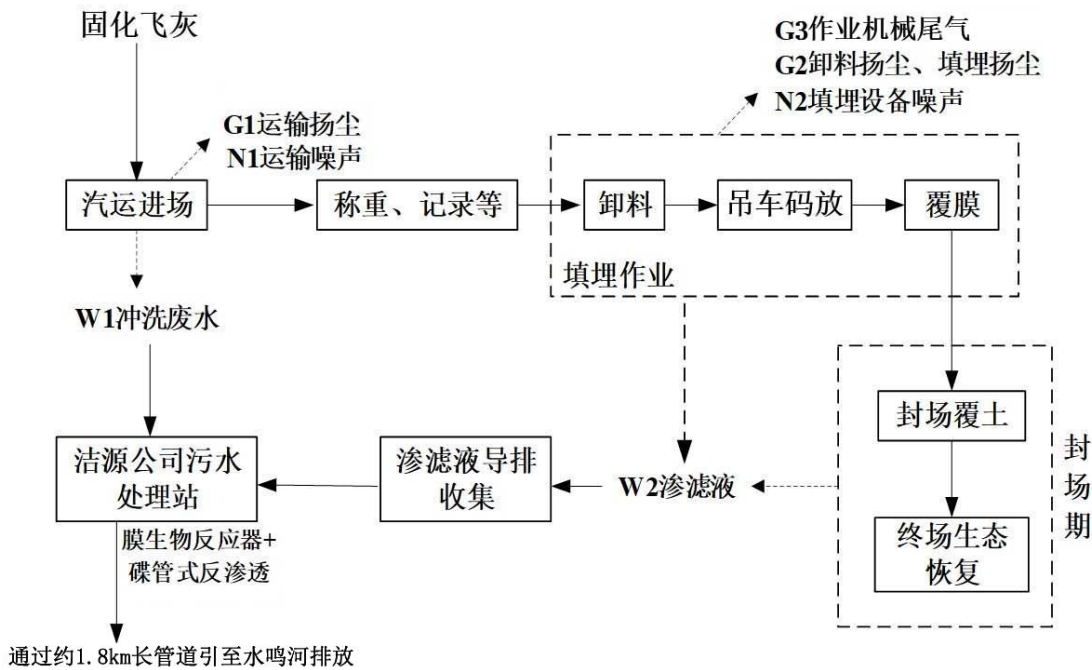 固化飞灰
G3作业机械尾气
G2卸料扬尘、填埋扬尘
N2填埋设备噪声
G1运输扬尘
N1运输噪声
汽运进场
称重、记录等
卸料
吊车码放
覆膜
填埋作业
W1冲洗废水
封场覆土
封场期
洁源公司污水
处理站
渗滤液导排
收集
W2渗滤液
终场生态
恢复
膜生物反应器+
碟管式反渗透
通过约1.8km长管道引至水鸣河排放